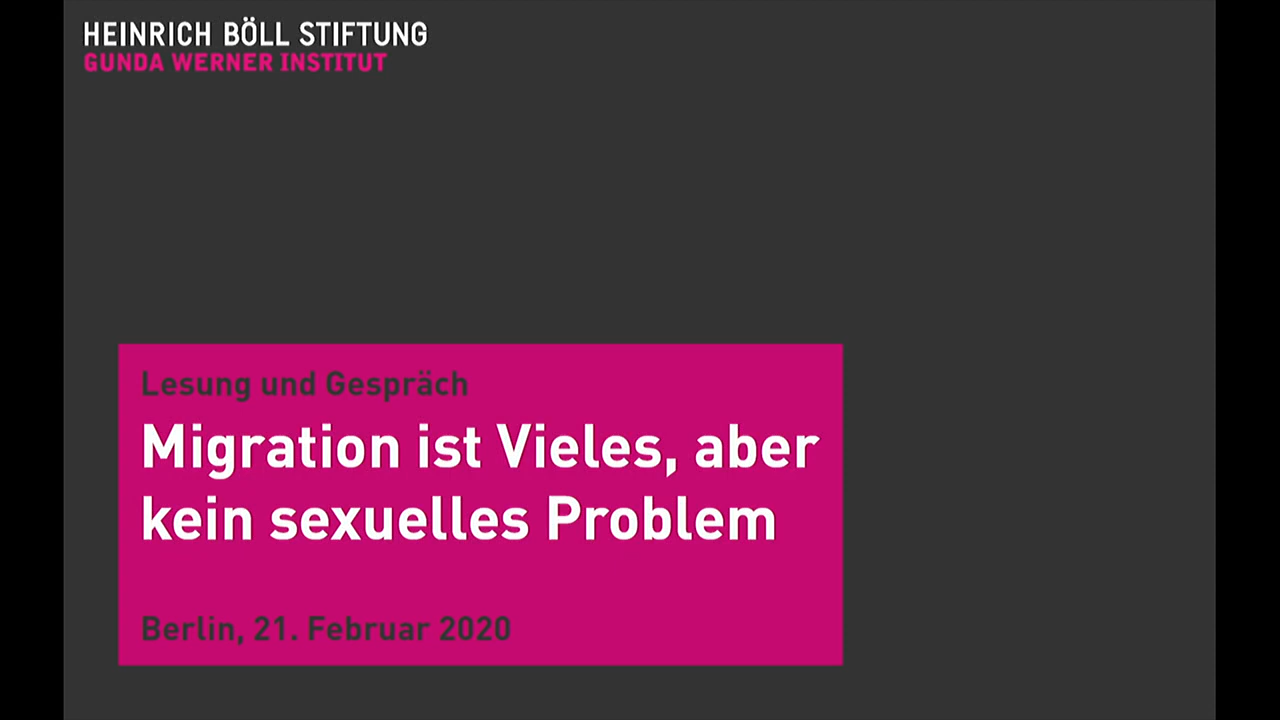 HEINRICH BÖLL STIFTUNG
GUNDA WERNER INSTITUT
Lesung und Gespräch
Migration ist Vieles, aber
kein sexuelles Problem
Berlin, 21. Februar 2020